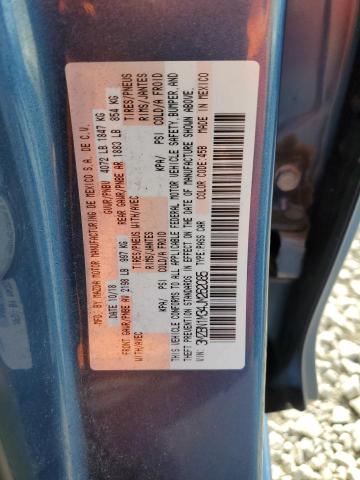 MFD BY MAZDA MOTOR MANUFACTURING DE MEXICO S.A. DE C.V.
DATE 10/18 GVWR/PNBV 4072 LB 1847 KG
FRONT GAWR/PNBE AV 2198 LB 997 KG REAR GAWR/PNBE AR 1883 LB 854 KG
WITH/AVEC TIRES/PNEUS WITH/AVEC TIRES/PNEUS
RIMS/JANTES RIMS/JANTES
KPA/ PSI COLD/A FROID KPA/ PSI COLD/A FROID
THIS VEHICLE CONFORMS TO ALL APPLICABLE FEDERAL MOTOR VEHICLE SAFETY, BUMPER, AND
THEFT PREVENTION STANDARDS IN EFFECT ON THE DATE OF MANUFACTURE SHOWN ABOVE.
TYPE: PASS CAR COLOR CODE: 45B MADE IN MEXICO